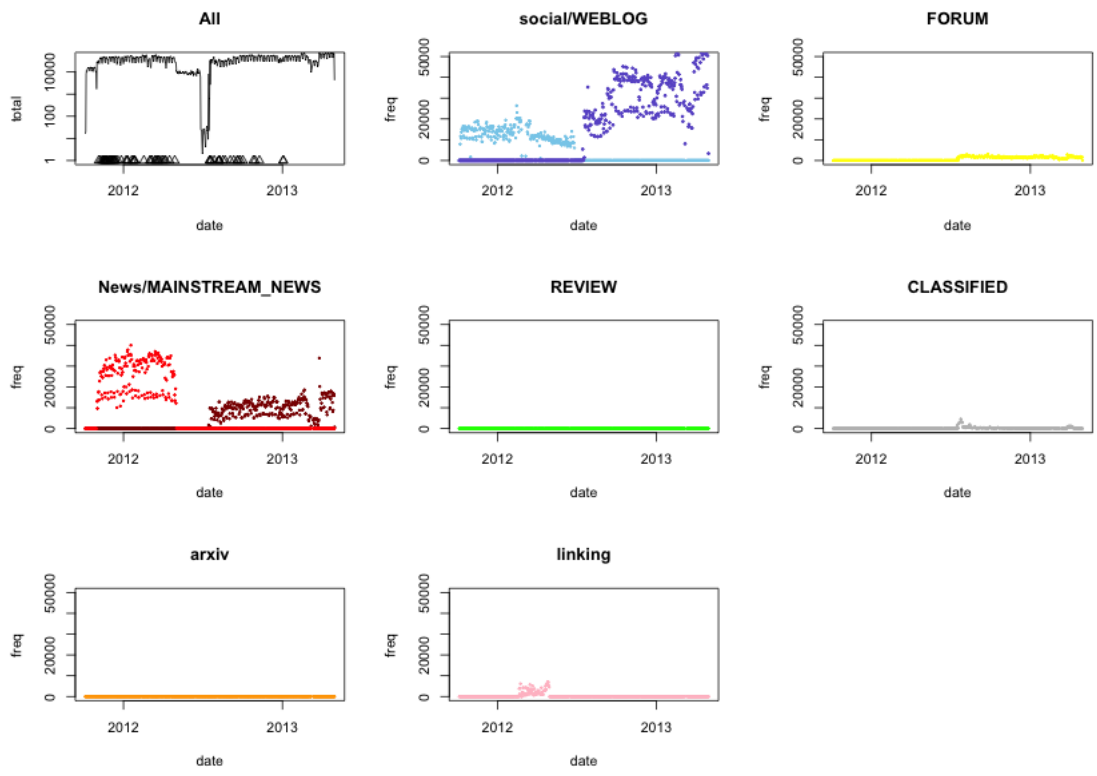 All
total
1
100
10000
2012
2013
date
social/WEBLOG
freq
0
20000
50000
2012
2013
date
FORUM
freq
0
20000
50000
2012
2013
date
News/MAINSTREAM_NEWS
freq
0
20000
50000
2012
2013
date
REVIEW
freq
0
20000
50000
2012
2013
date
CLASSIFIED
freq
0
20000
50000
2012
2013
date
arxiv
freq
0
20000
50000
2012
2013
date
linking
freq
0
20000
50000
2012
2013
date